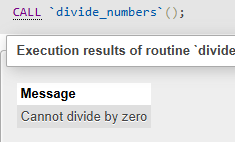 CALL `divide_numbers`();
Execution results of routine `divide
Message
Cannot divide by zero